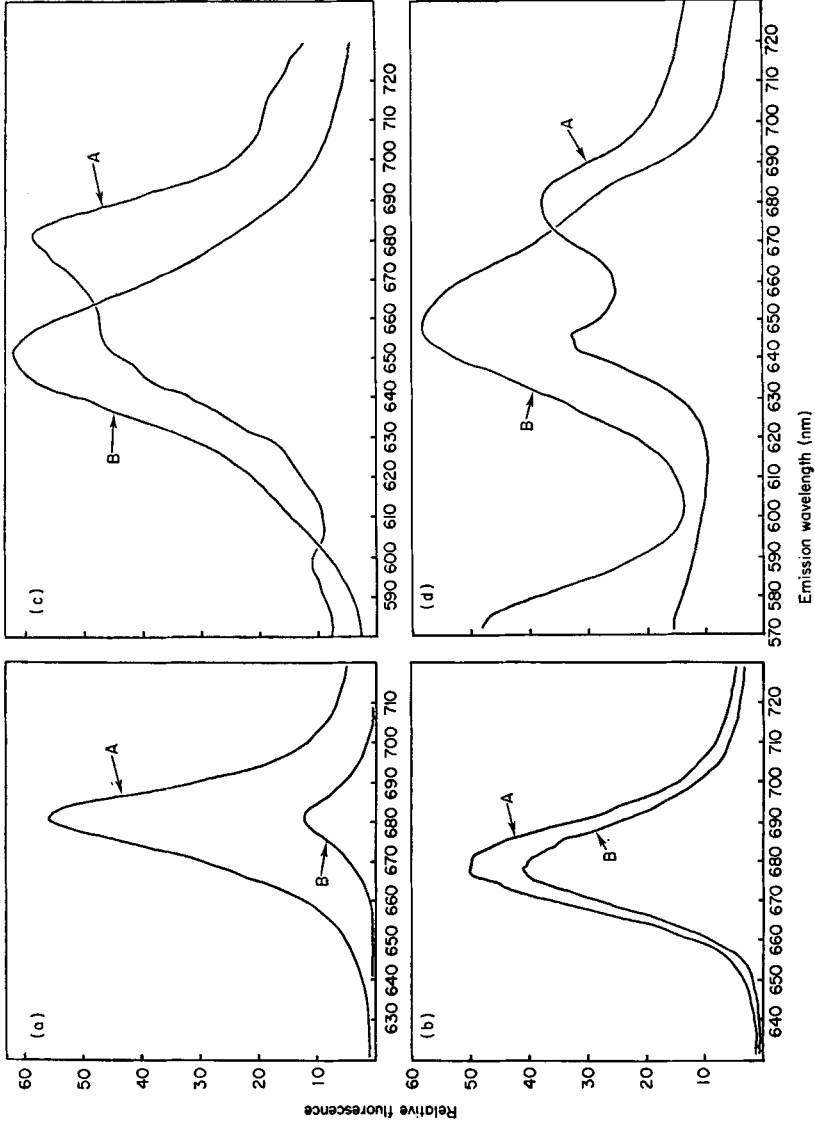 60
50
40
30
20
10
(a)
A
B
630 640 650 660 670 680 690 700 710
(c)
A
B
590 600 610 620 630 640 650 660 670 680 690 700 710 720
Relative fluorescence
60
50
40
30
20
10
(b)
A
B
640 650 660 670 680 690 700 710 720
(d)
A
B
570 580 590 600 610 620 630 640 650 660 670 680 690 700 710 720
Emission wavelength (nm)